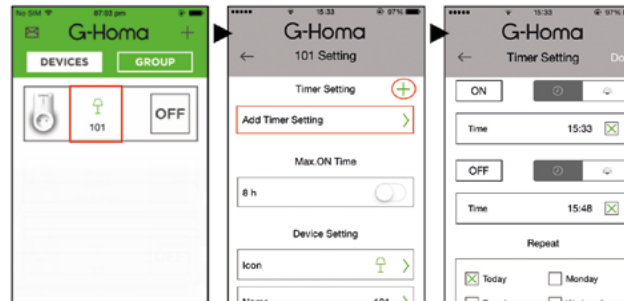 No SIM 07:03 pm
G-Homa
DEVICES GROUP
101
OFF
15:33 97%
G-Homa
101 Setting
Timer Setting
Add Timer Setting
Max.ON Time
8 h
Device Setting
Icon
Name 101
15:33 97%
G-Homa
Timer Setting Do
ON
Time 15:33
OFF
Time 15:48
Repeat
Today Monday